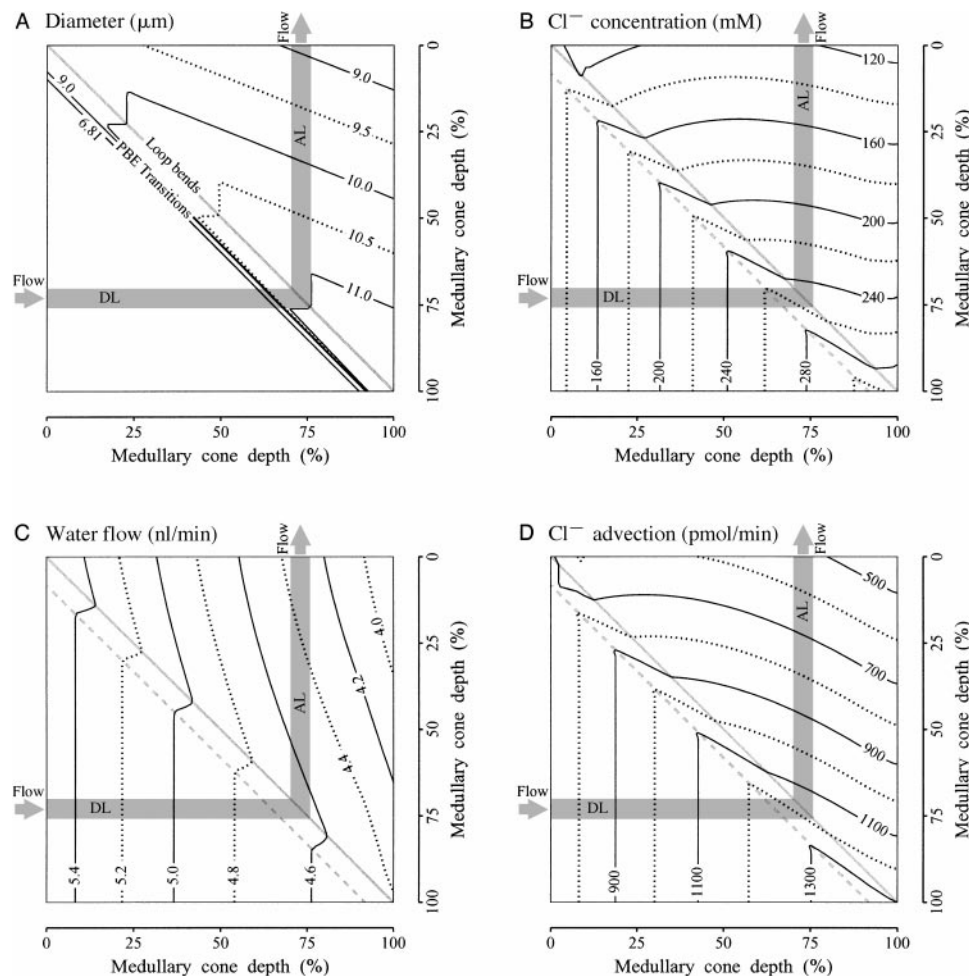 A Diameter (μm)
Flow
9.0
9.5
10.0
10.5
11.0
9.0
6.81
PBE Transitions
Loop bends
AL
Flow
DL
0
25
50
75
100
Medullary cone depth (%)
0 25 50 75 100
Medullary cone depth (%)
B Cl⁻ concentration (mM)
Flow
120
160
200
240
AL
Flow
DL
160 200 240 280
0
25
50
75
100
Medullary cone depth (%)
0 25 50 75 100
Medullary cone depth (%)
C Water flow (nl/min)
Flow
4.0
4.2
4.4
AL
Flow
DL
5.4 5.2 5.0 4.8 4.6
0
25
50
75
100
Medullary cone depth (%)
0 25 50 75 100
Medullary cone depth (%)
D Cl⁻ advection (pmol/min)
Flow
500
700
900
1100
AL
Flow
DL
900 1100 1300
0
25
50
75
100
Medullary cone depth (%)
0 25 50 75 100
Medullary cone depth (%)